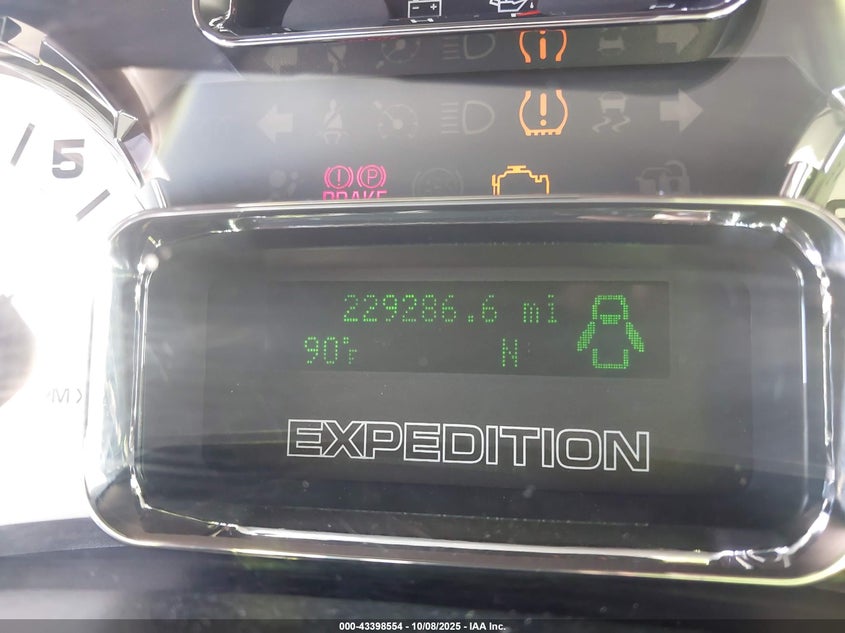 5
BRAKE
229286.6 mi
90°F
N
EXPEDITION
000-43398554 - 10/08/2025 - IAA Inc.